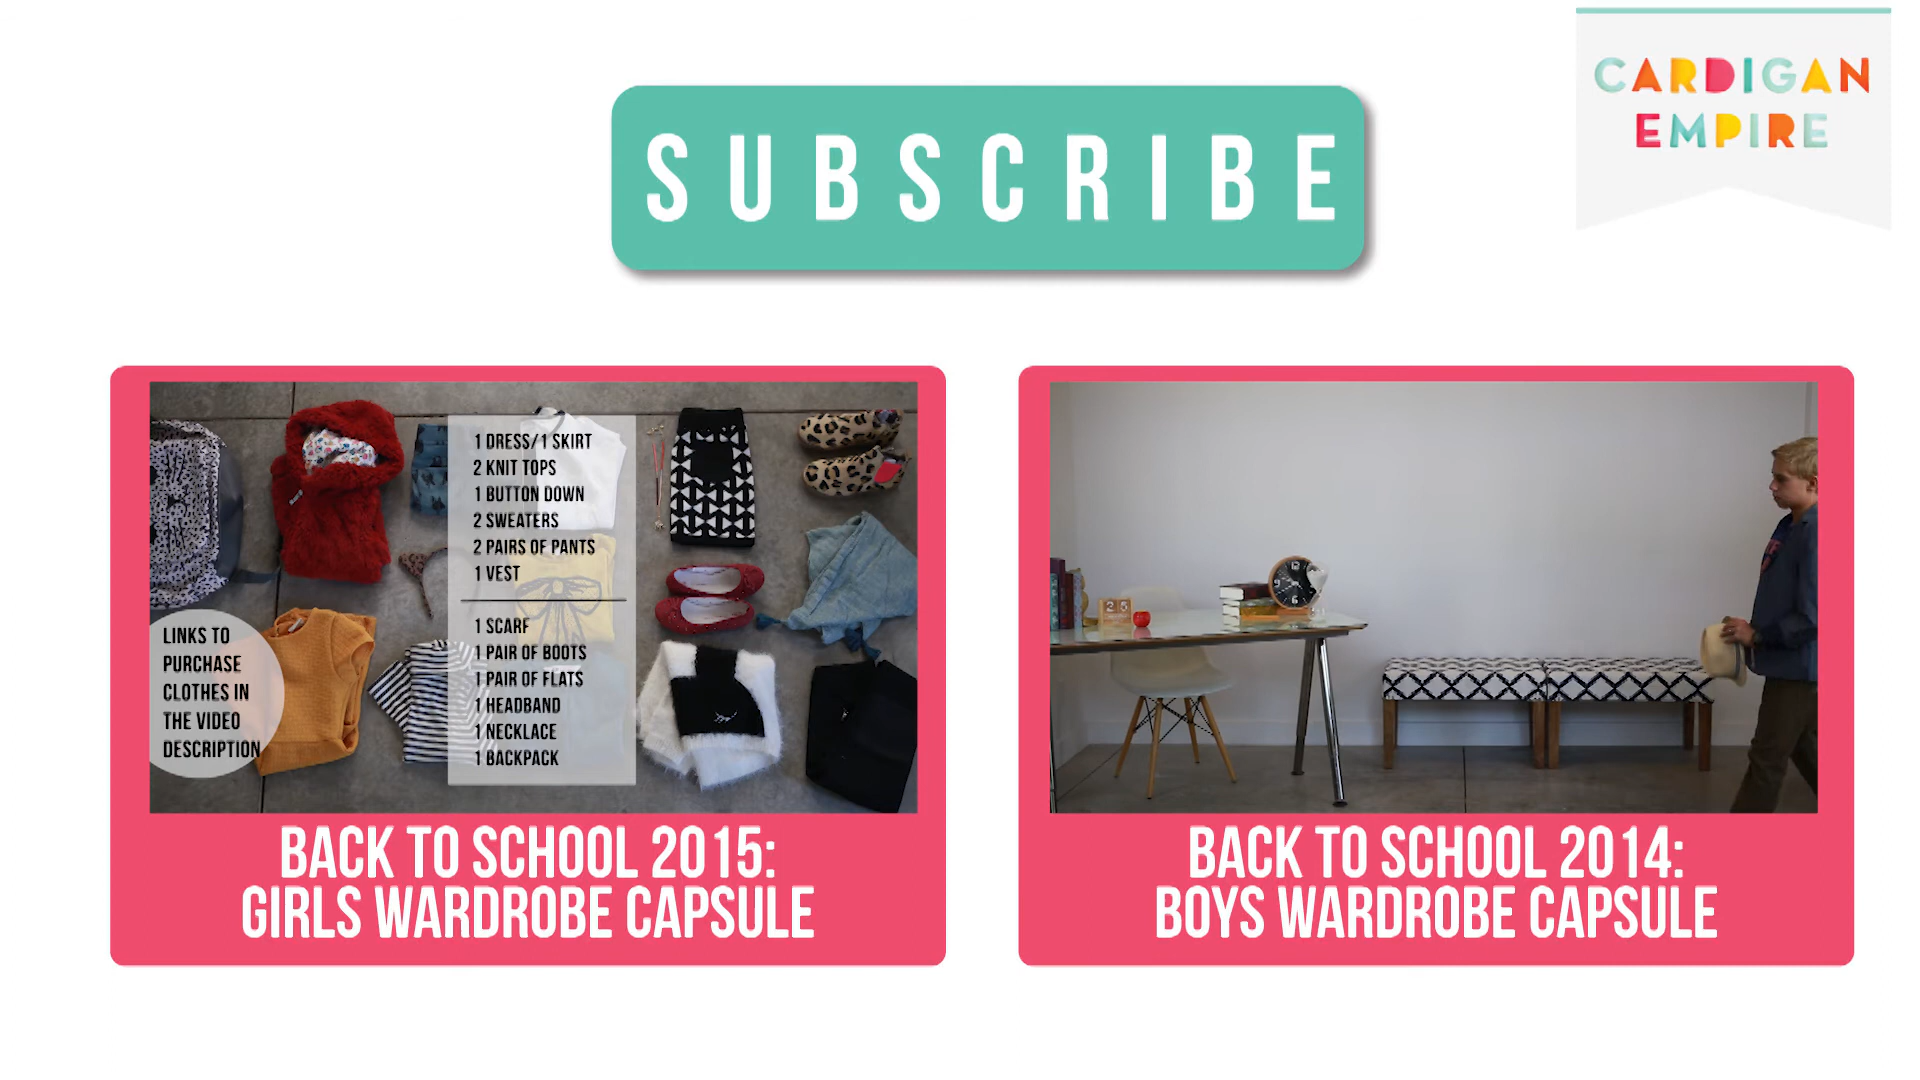 CARDIGAN
EMPIRE
SUBSCRIBE
1 DRESS/1 SKIRT
2 KNIT TOPS
1 BUTTON DOWN
2 SWEATERS
2 PAIRS OF PANTS
1 VEST
1 SCARF
1 PAIR OF BOOTS
1 PAIR OF FLATS
1 HEADBAND
1 NECKLACE
1 BACKPACK
LINKS TO
PURCHASE
CLOTHES IN
THE VIDEO
DESCRIPTION
BACK TO SCHOOL 2015:
GIRLS WARDROBE CAPSULE
25
BACK TO SCHOOL 2014:
BOYS WARDROBE CAPSULE